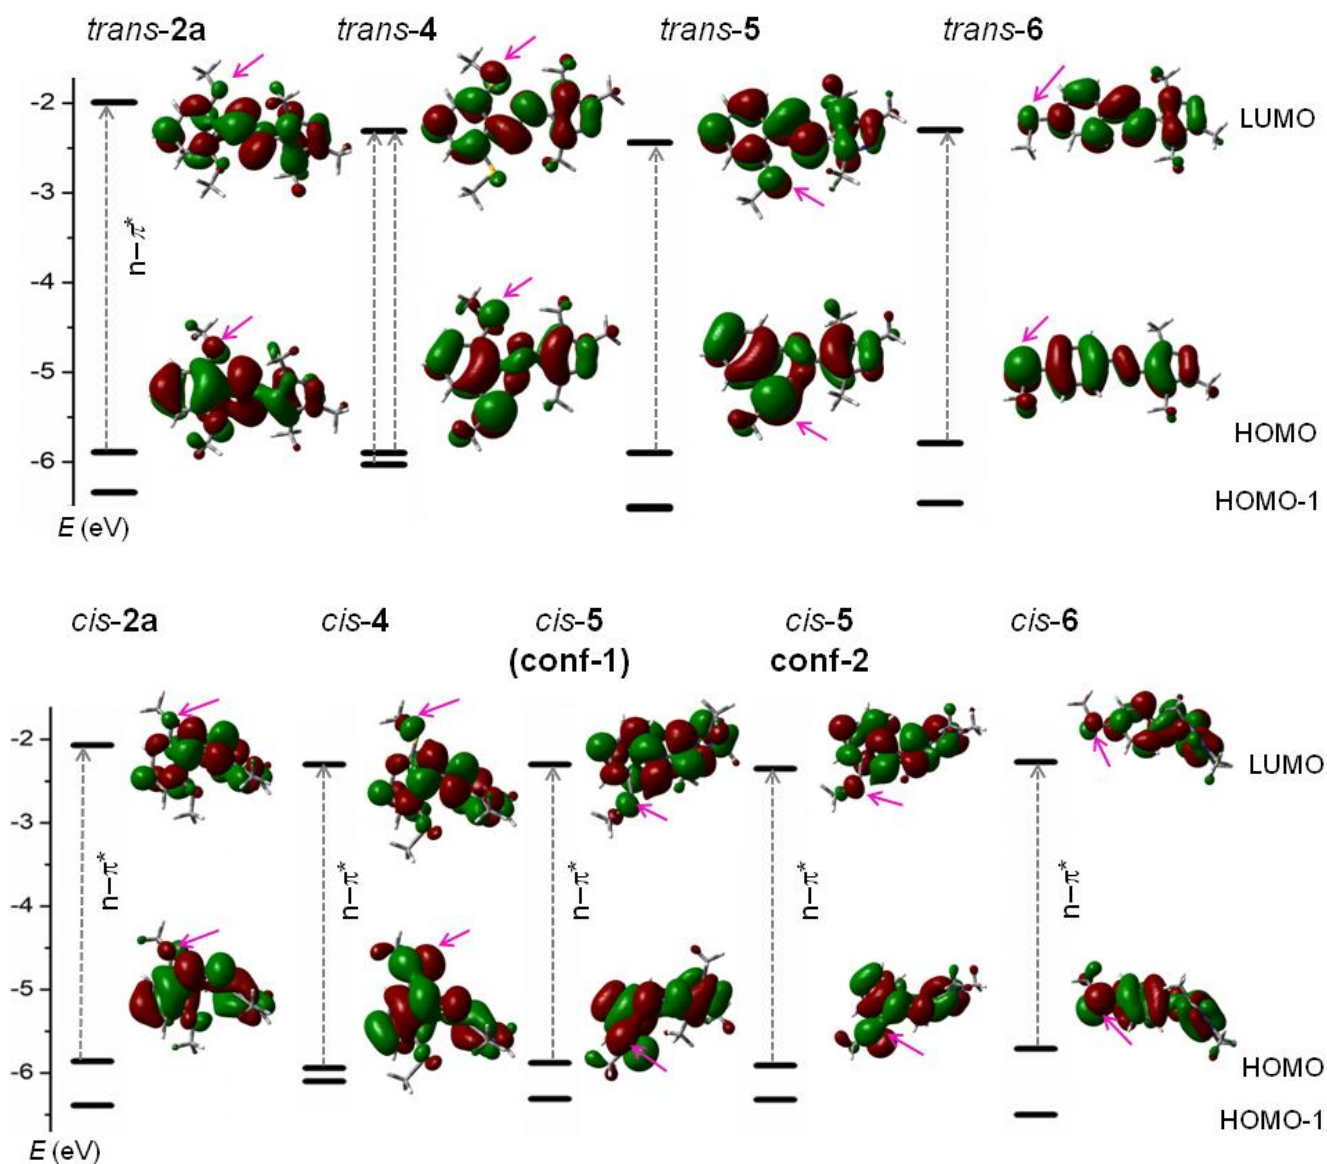 trans-2a trans-4 trans-5 trans-6
-2
LUMO
-3
n−π*
-4
-5
HOMO
-6
HOMO-1
E (eV)
cis-2a cis-4 cis-5 cis-5 cis-6
(conf-1) conf-2
-2
LUMO
-3
n−π* n−π* n−π* n−π* n−π*
-4
-5
-6
HOMO
HOMO-1
E (eV)